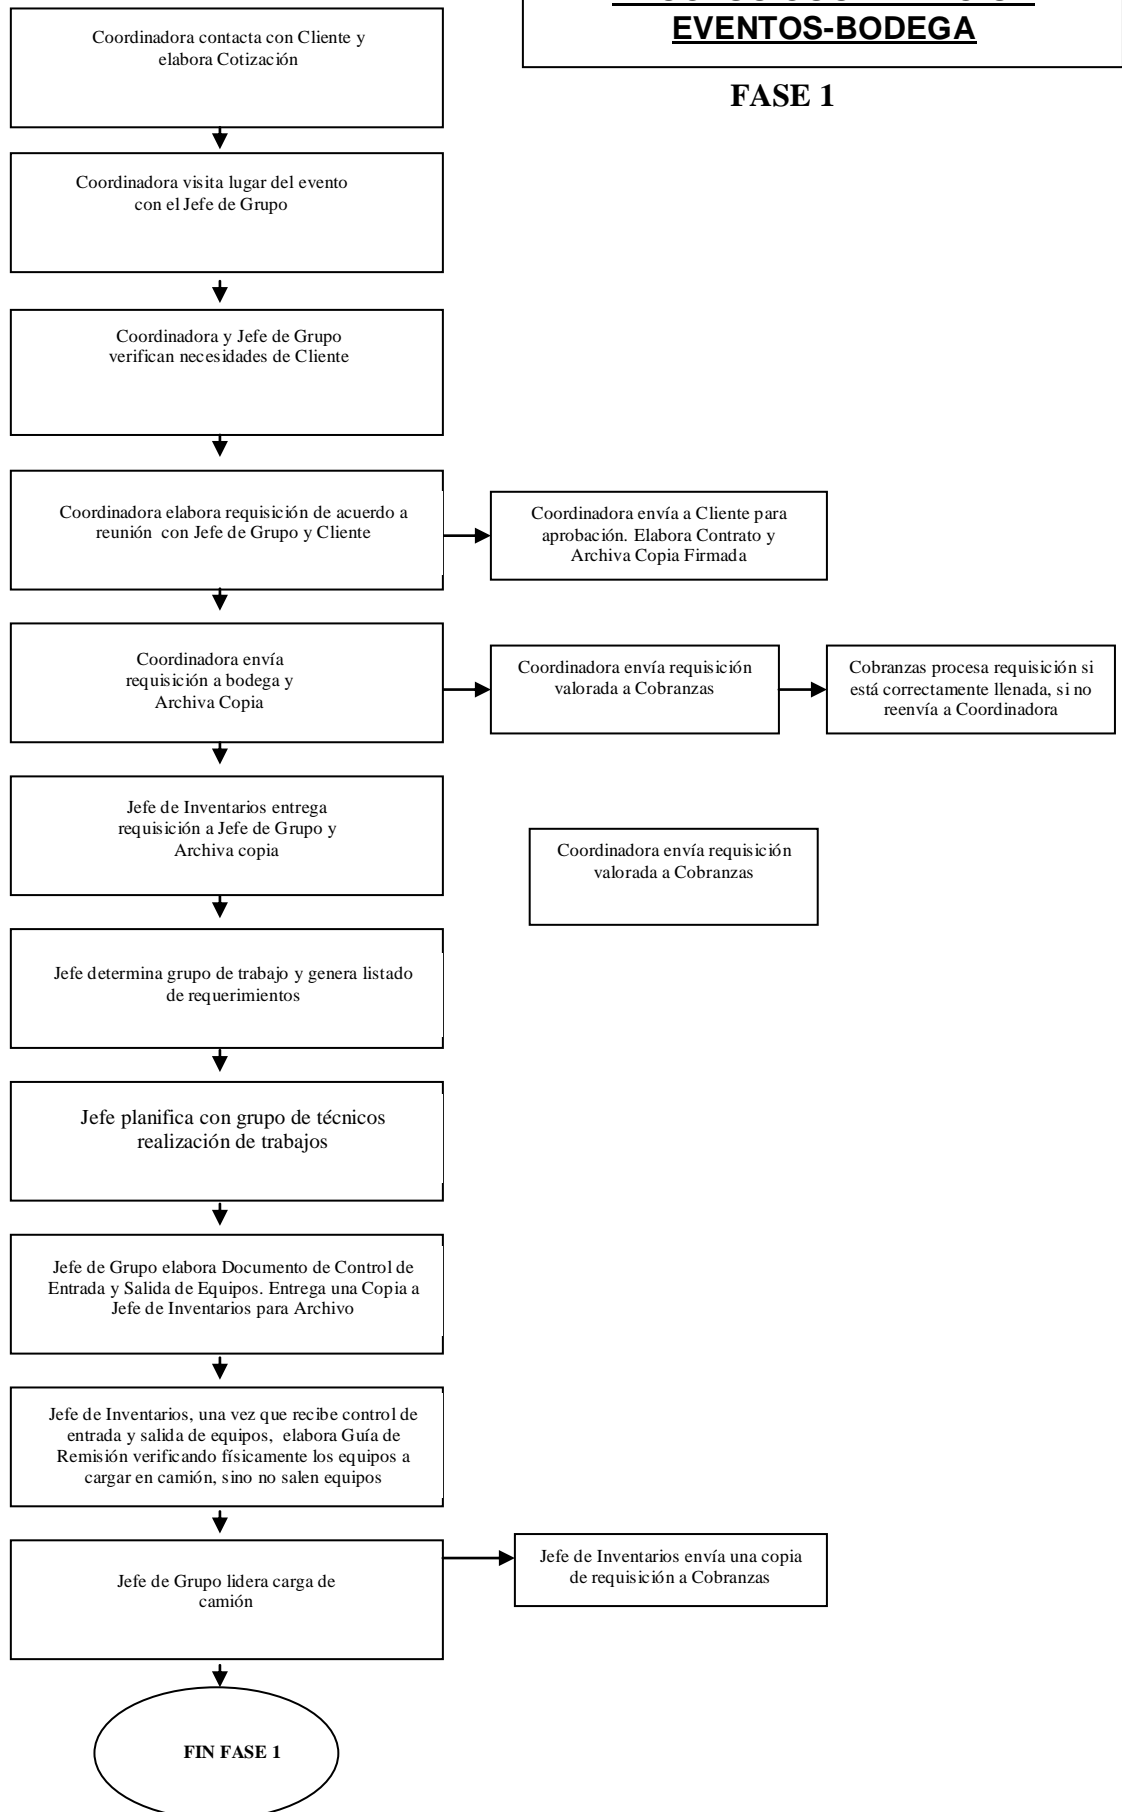 EVENTOS-BODEGA
FASE 1
Coordinadora contacta con Cliente y
elabora Cotización
Coordinadora visita lugar del evento
con el Jefe de Grupo
Coordinadora y Jefe de Grupo
verifican necesidades de Cliente
Coordinadora elabora requisición de acuerdo a
reunión con Jefe de Grupo y Cliente
Coordinadora envía a Cliente para
aprobación. Elabora Contrato y
Archiva Copia Firmada
Coordinadora envía
requisición a bodega y
Archiva Copia
Coordinadora envía requisición
valorada a Cobranzas
Cobranzas procesa requisición si
está correctamente llenada, si no
reenvía a Coordinadora
Jefe de Inventarios entrega
requisición a Jefe de Grupo y
Archiva copia
Coordinadora envía requisición
valorada a Cobranzas
Jefe determina grupo de trabajo y genera listado
de requerimientos
Jefe planifica con grupo de técnicos
realización de trabajos
Jefe de Grupo elabora Documento de Control de
Entrada y Salida de Equipos. Entrega una Copia a
Jefe de Inventarios para Archivo
Jefe de Inventarios, una vez que recibe control de
entrada y salida de equipos, elabora Guía de
Remisión verificando físicamente los equipos a
cargar en camión, sino no salen equipos
Jefe de Grupo lidera carga de
camión
Jefe de Inventarios envía una copia
de requisición a Cobranzas
FIN FASE 1